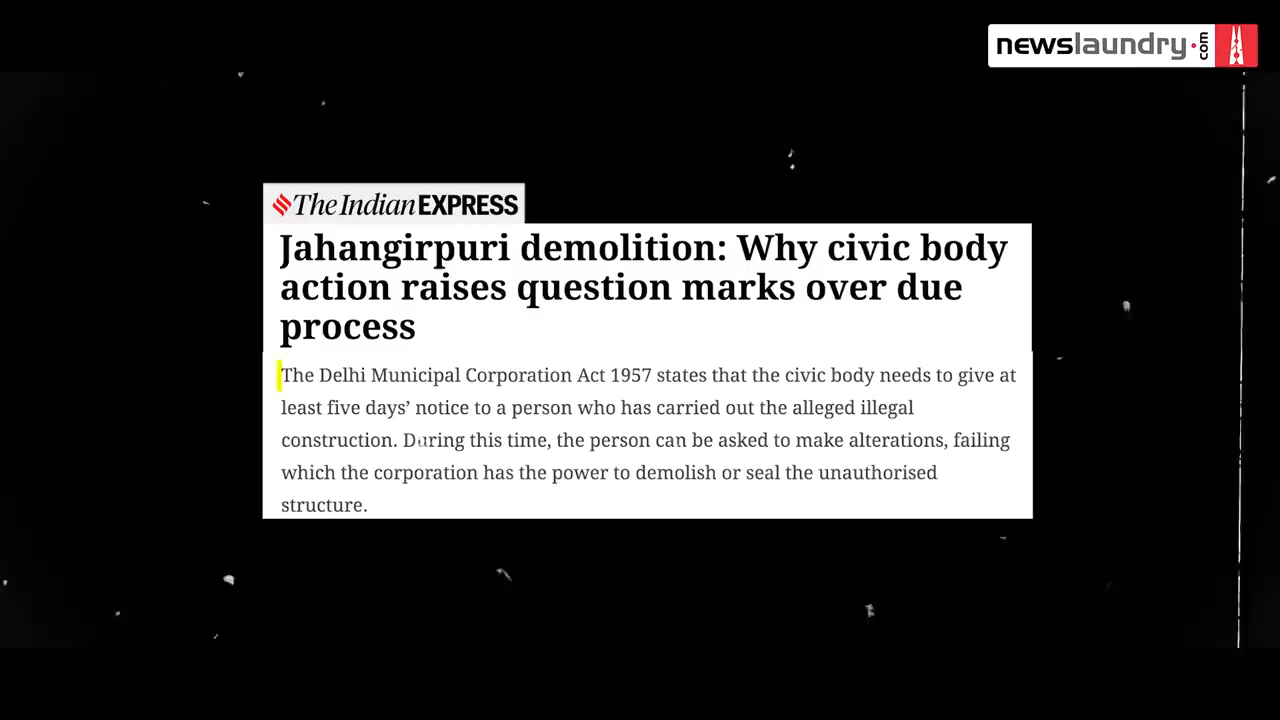 newslaundry.com
The Indian EXPRESS
Jahangirpuri demolition: Why civic body
action raises question marks over due
process
The Delhi Municipal Corporation Act 1957 states that the civic body needs to give at
least five days’ notice to a person who has carried out the alleged illegal
construction. During this time, the person can be asked to make alterations, failing
which the corporation has the power to demolish or seal the unauthorised
structure.